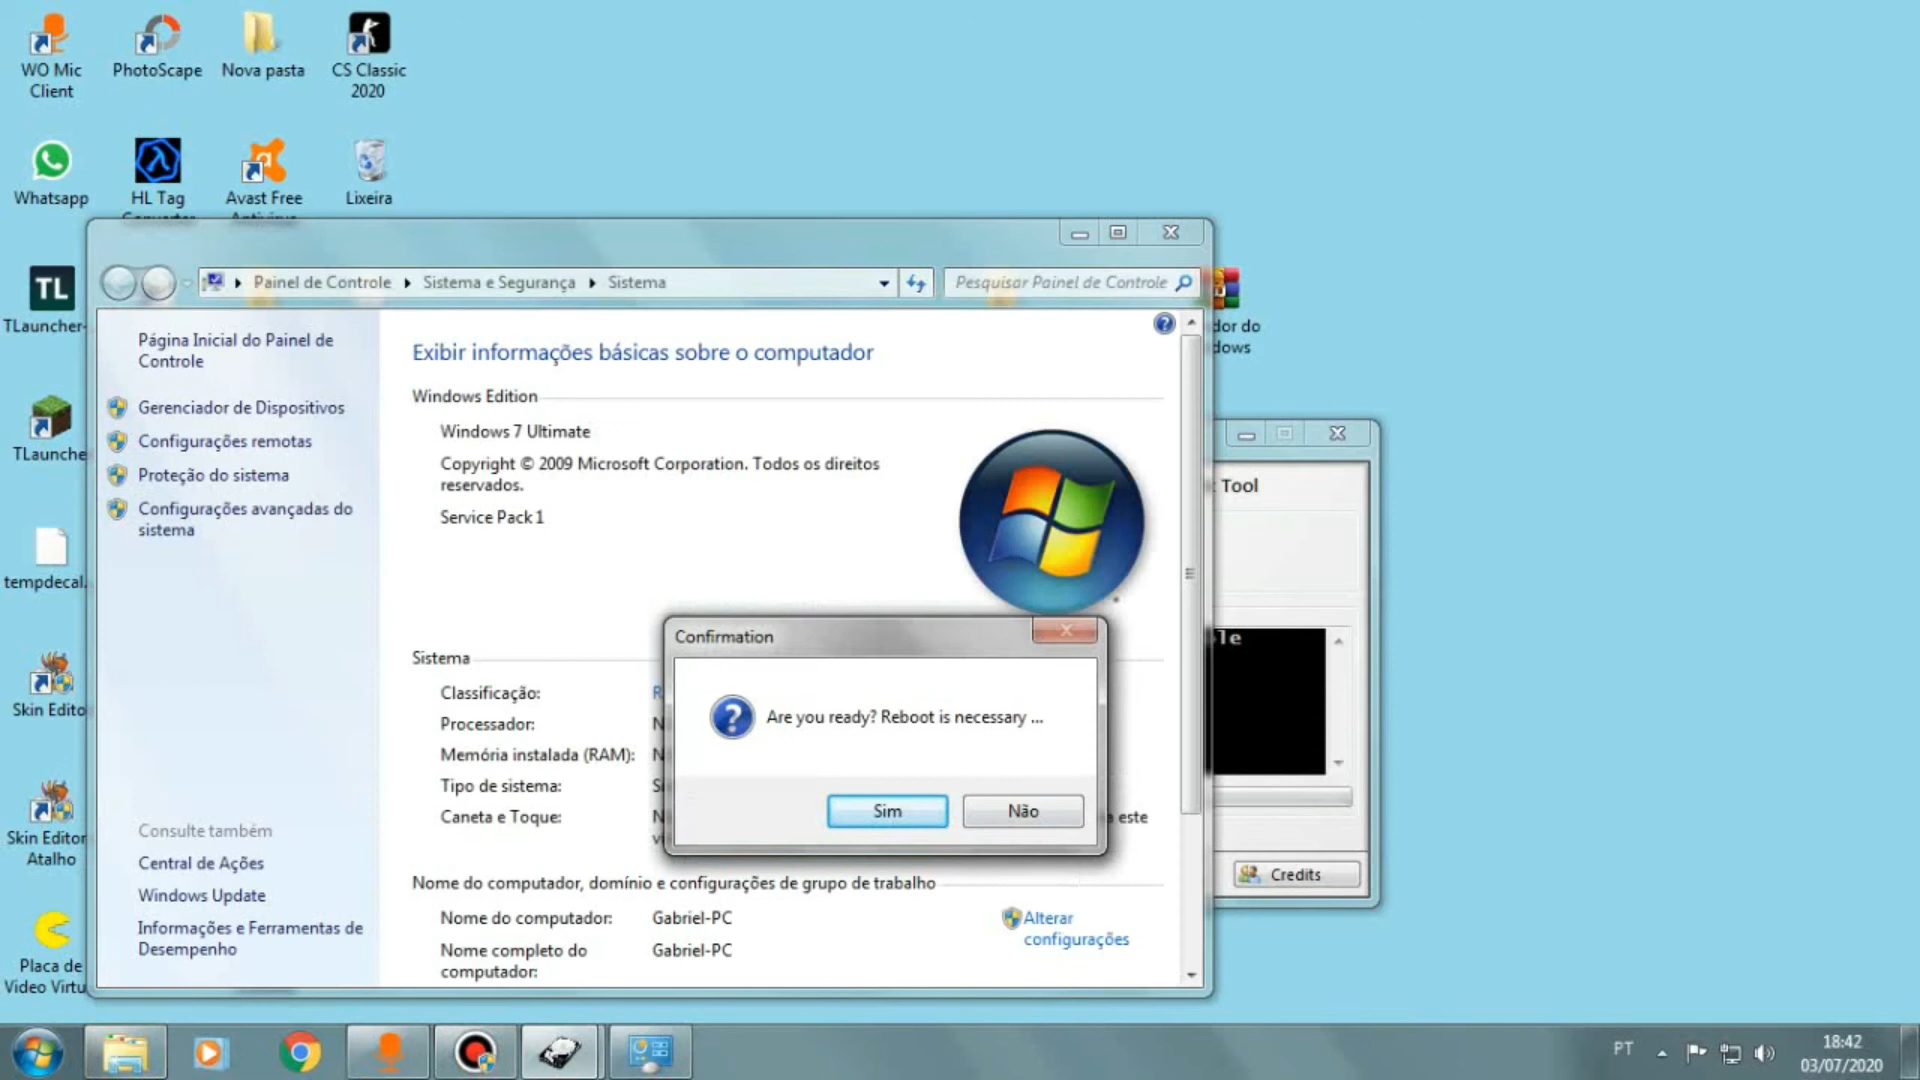 WO Mic
Client
PhotoScape
Nova pasta
CS Classic
2020
Whatsapp
HL Tag
Avast Free
Lixeira
TL
TLauncher-
TLaunche
tempdecal.
Skin Edito
Skin Editor
Atalho
Placa de
Video Virtu
Painel de Controle
Sistema e Segurança
Sistema
Pesquisar Painel de Controle
dor do
dows
Página Inicial do Painel de
Controle
Gerenciador de Dispositivos
Configurações remotas
Proteção do sistema
Configurações avançadas do
sistema
Consulte também
Central de Ações
Windows Update
Informações e Ferramentas de
Desempenho
Exibir informações básicas sobre o computador
Windows Edition
Windows 7 Ultimate
Copyright © 2009 Microsoft Corporation. Todos os direitos
reservados.
Service Pack 1
Sistema
Classificação:
Processador:
Memória instalada (RAM):
Tipo de sistema:
Caneta e Toque:
a este
Nome do computador, domínio e configurações de grupo de trabalho
Nome do computador:
Gabriel-PC
Nome completo do
computador:
Gabriel-PC
Alterar
configurações
Confirmation
Are you ready? Reboot is necessary ...
Sim
Não
Tool
le
Credits
PT
18:42
03/07/2020